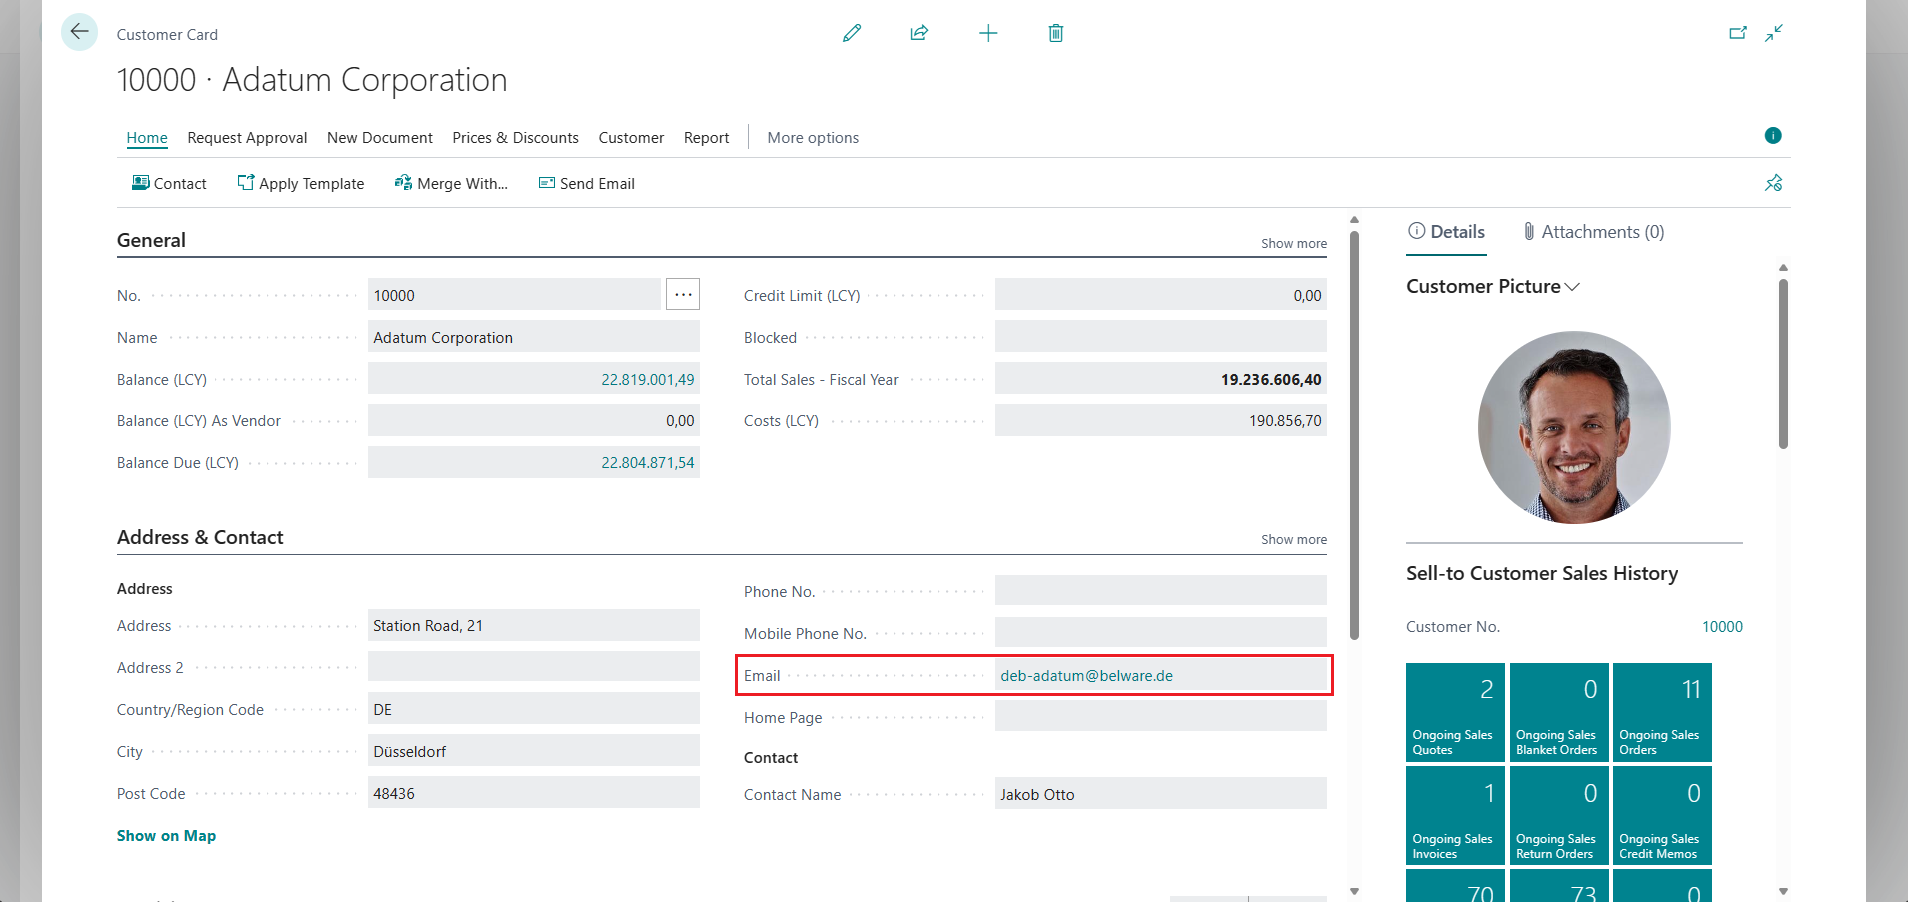 Customer Card
10000 · Adatum Corporation
Home Request Approval New Document Prices & Discounts Customer Report More options
Contact Apply Template Merge With... Send Email
General Show more
No. 10000 ...
Name Adatum Corporation
Balance (LCY) 22.819.001,49
Balance (LCY) As Vendor 0,00
Balance Due (LCY) 22.804.871,54
Credit Limit (LCY) 0,00
Blocked
Total Sales - Fiscal Year 19.236.606,40
Costs (LCY) 190.856,70
Address & Contact Show more
Address
Address Station Road, 21
Address 2
Country/Region Code DE
City Düsseldorf
Post Code 48436
Show on Map
Phone No.
Mobile Phone No.
Email deb-adatum@belware.de
Home Page
Contact
Contact Name Jakob Otto
Details Attachments (0)
Customer Picture
Sell-to Customer Sales History
Customer No. 10000
2
Ongoing Sales
Quotes
0
Ongoing Sales
Blanket Orders
11
Ongoing Sales
Orders
1
Ongoing Sales
Invoices
0
Ongoing Sales
Return Orders
0
Ongoing Sales
Credit Memos
70 73 0